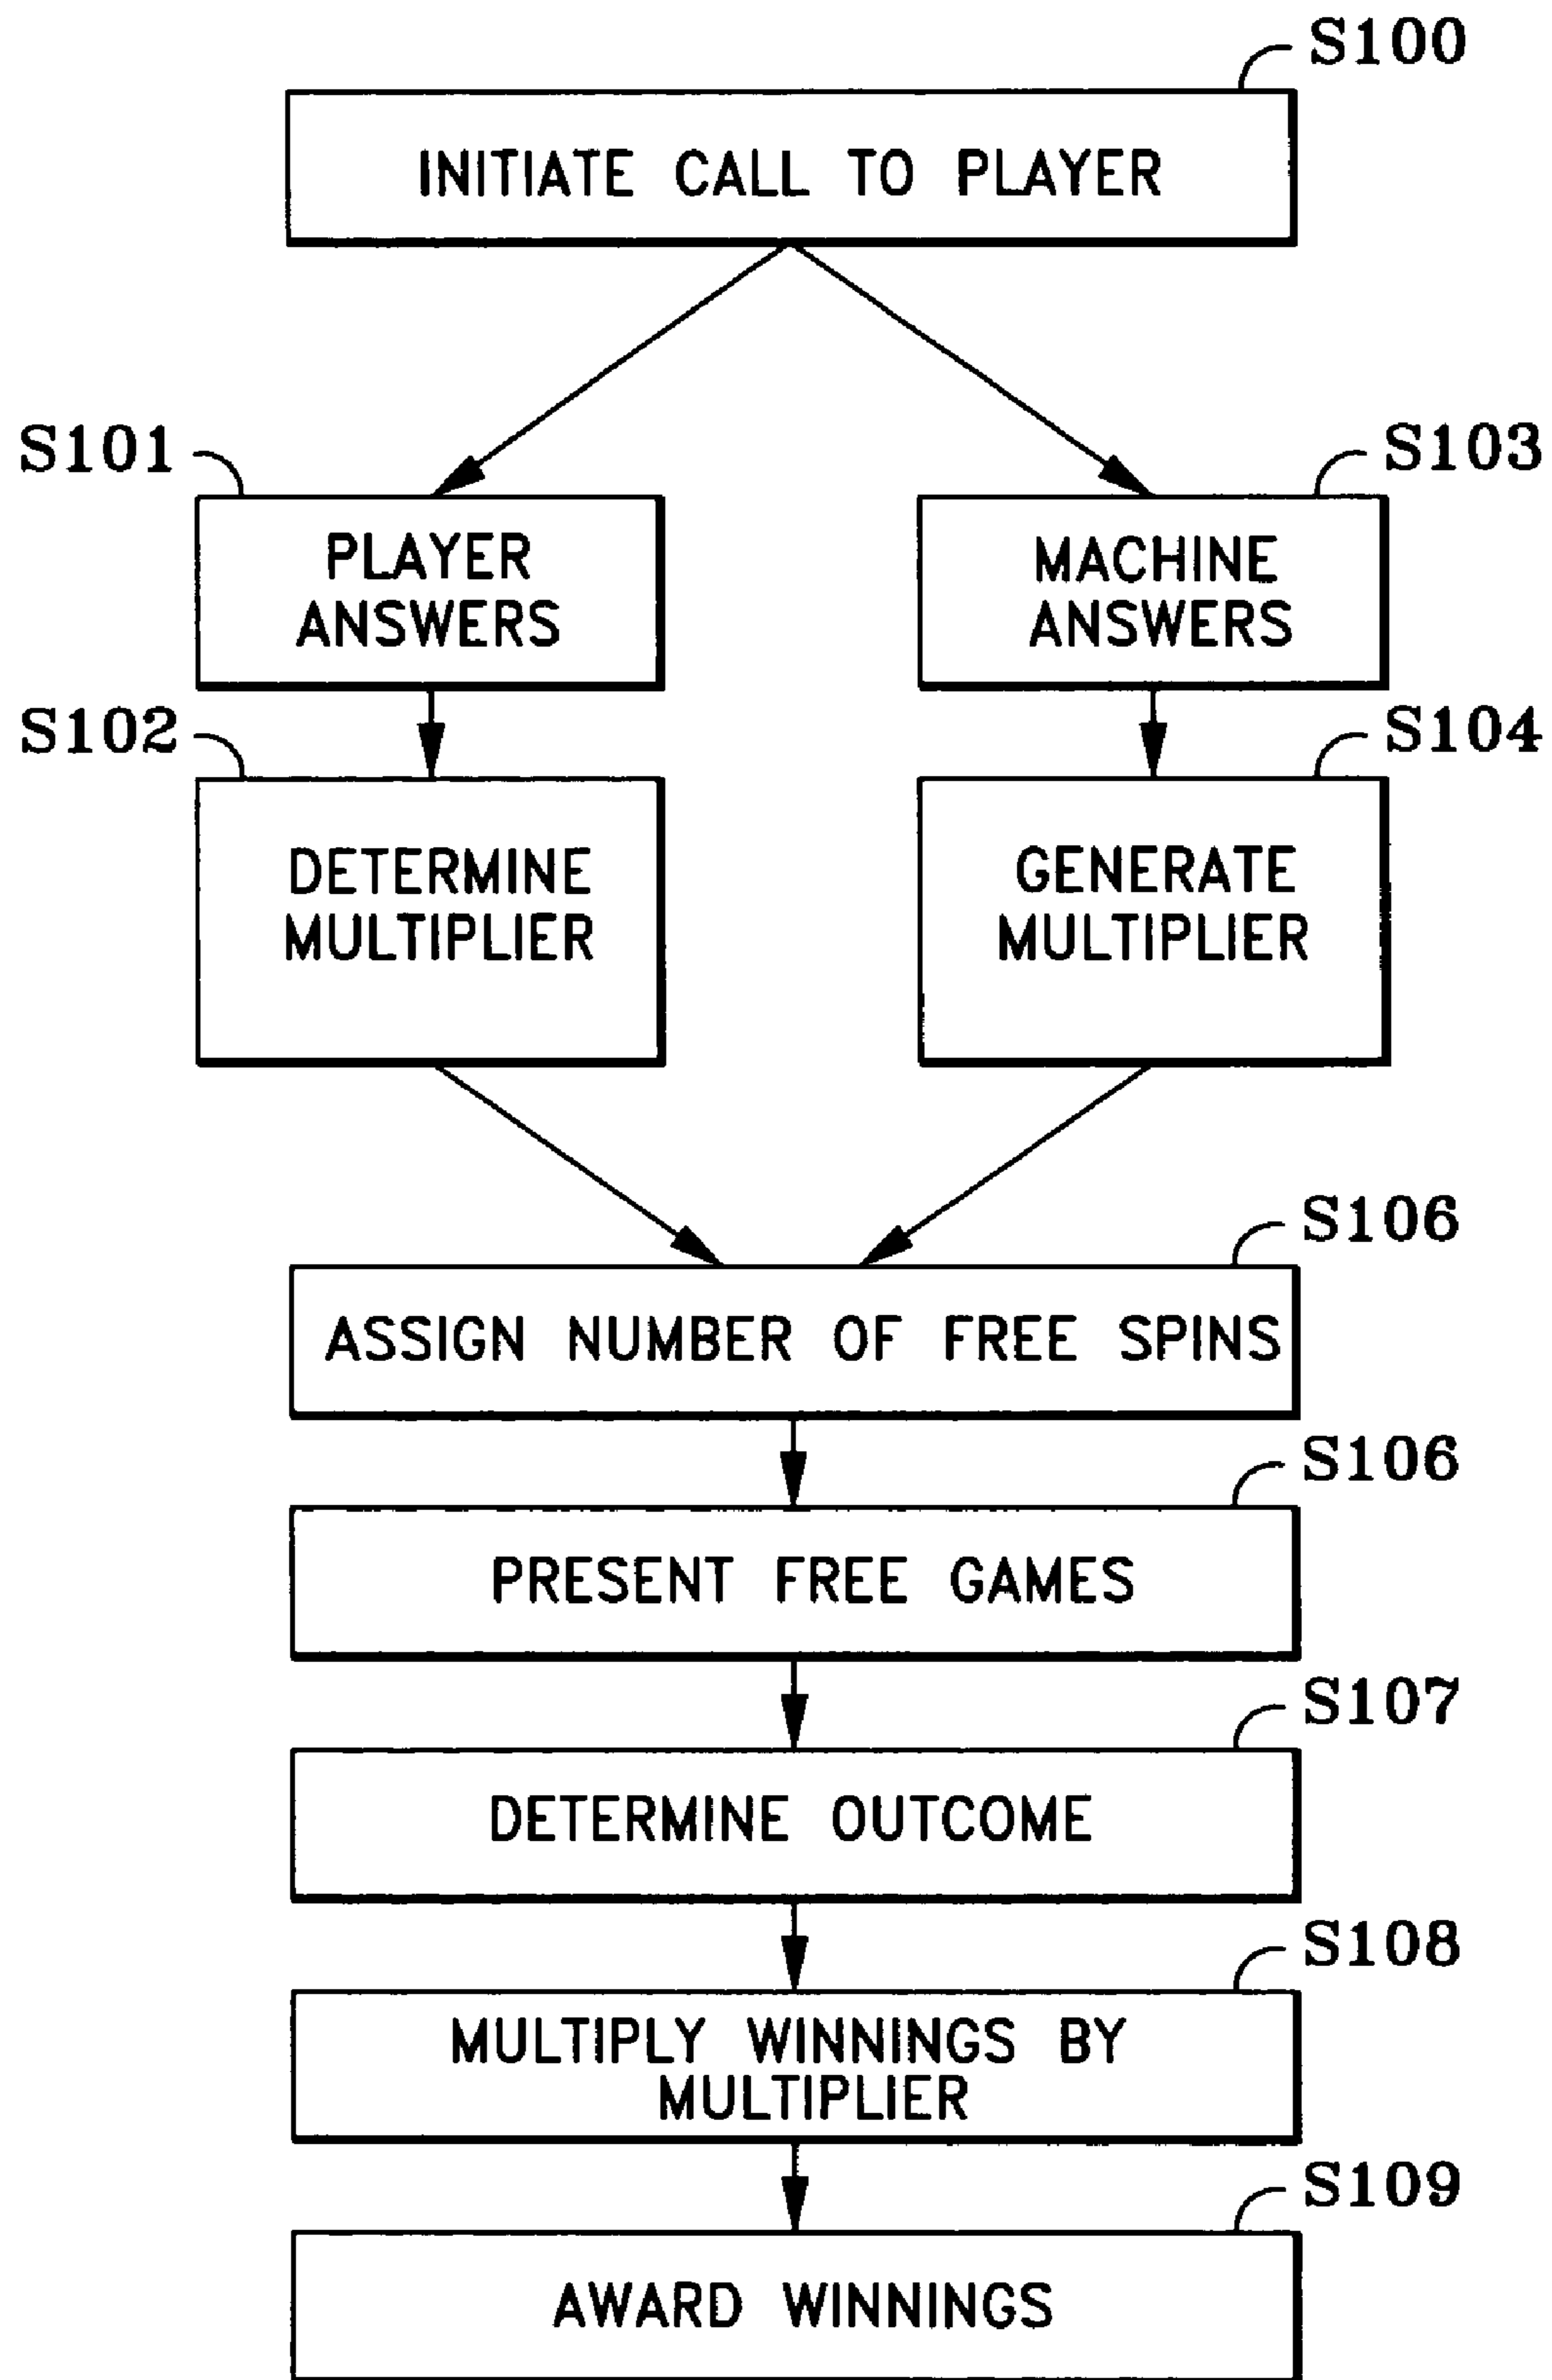 S100
INITIATE CALL TO PLAYER
S101
S103
PLAYER
ANSWERS
MACHINE
ANSWERS
S102
S104
DETERMINE
MULTIPLIER
GENERATE
MULTIPLIER
S106
ASSIGN NUMBER OF FREE SPINS
S106
PRESENT FREE GAMES
S107
DETERMINE OUTCOME
S108
MULTIPLY WINNINGS BY
MULTIPLIER
S109
AWARD WINNINGS